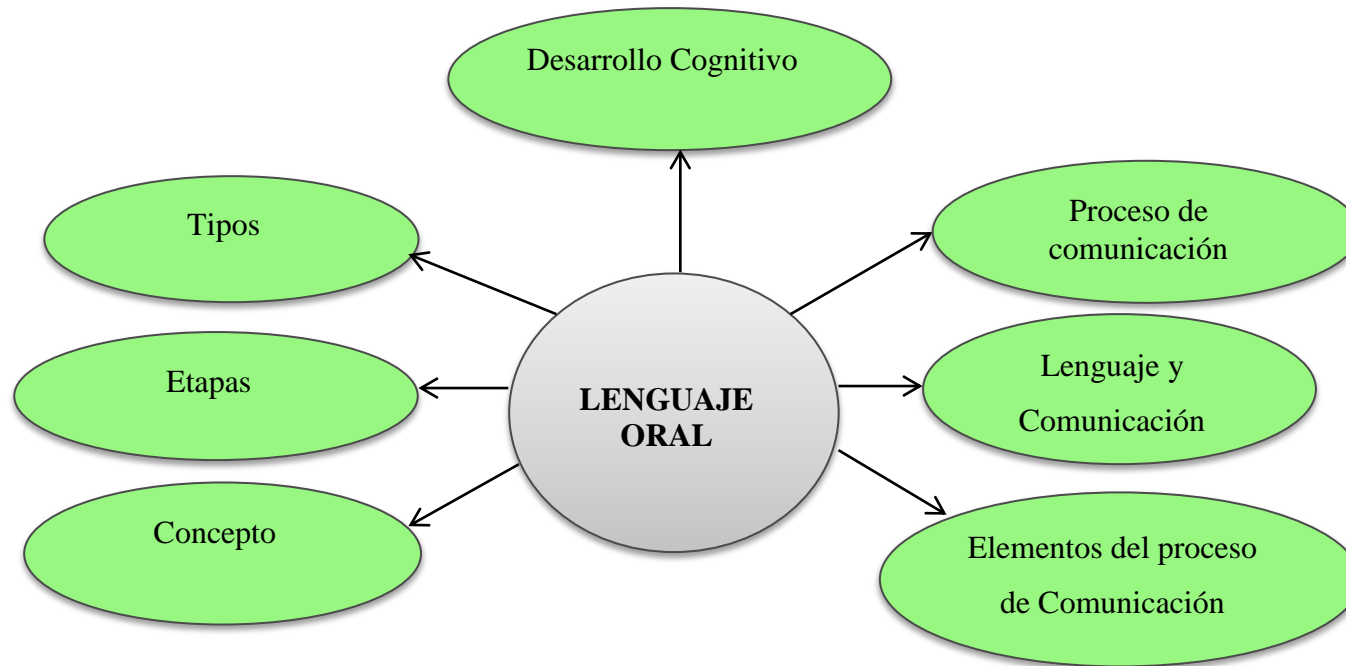 Desarrollo Cognitivo
Tipos
Proceso de
comunicación
Etapas
Lenguaje y
Comunicación
LENGUAJE
ORAL
Concepto
Elementos del proceso
de Comunicación